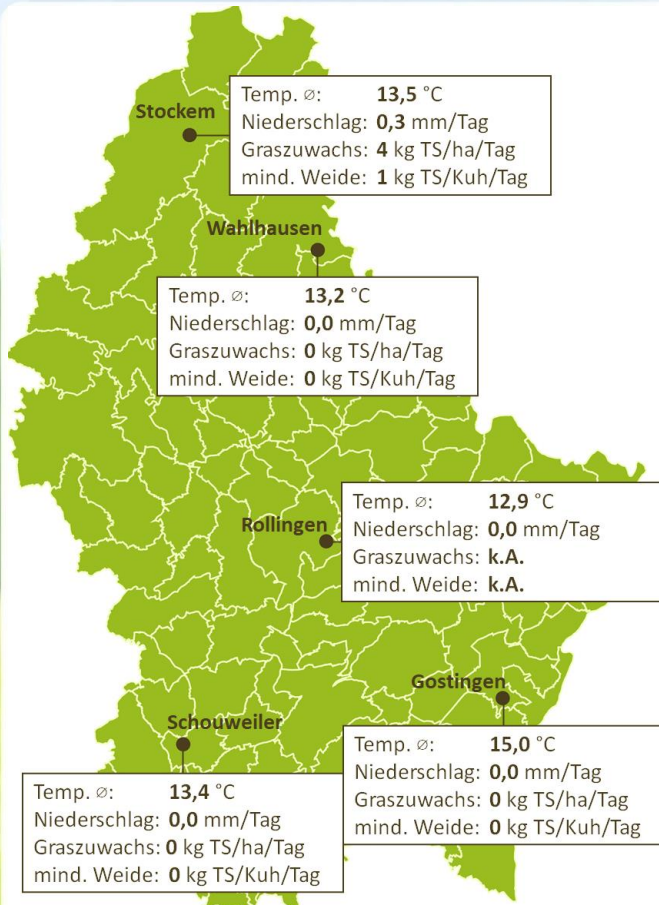 Stockem
Temp. ⌀: 13,5 °C
Niederschlag: 0,3 mm/Tag
Graszuwachs: 4 kg TS/ha/Tag
mind. Weide: 1 kg TS/Kuh/Tag
Wahlhausen
Temp. ⌀: 13,2 °C
Niederschlag: 0,0 mm/Tag
Graszuwachs: 0 kg TS/ha/Tag
mind. Weide: 0 kg TS/Kuh/Tag
Rollingen
Temp. ⌀: 12,9 °C
Niederschlag: 0,0 mm/Tag
Graszuwachs: k.A.
mind. Weide: k.A.
Gostingen
Temp. ⌀: 15,0 °C
Niederschlag: 0,0 mm/Tag
Graszuwachs: 0 kg TS/ha/Tag
mind. Weide: 0 kg TS/Kuh/Tag
Schouweiler
Temp. ⌀: 13,4 °C
Niederschlag: 0,0 mm/Tag
Graszuwachs: 0 kg TS/ha/Tag
mind. Weide: 0 kg TS/Kuh/Tag